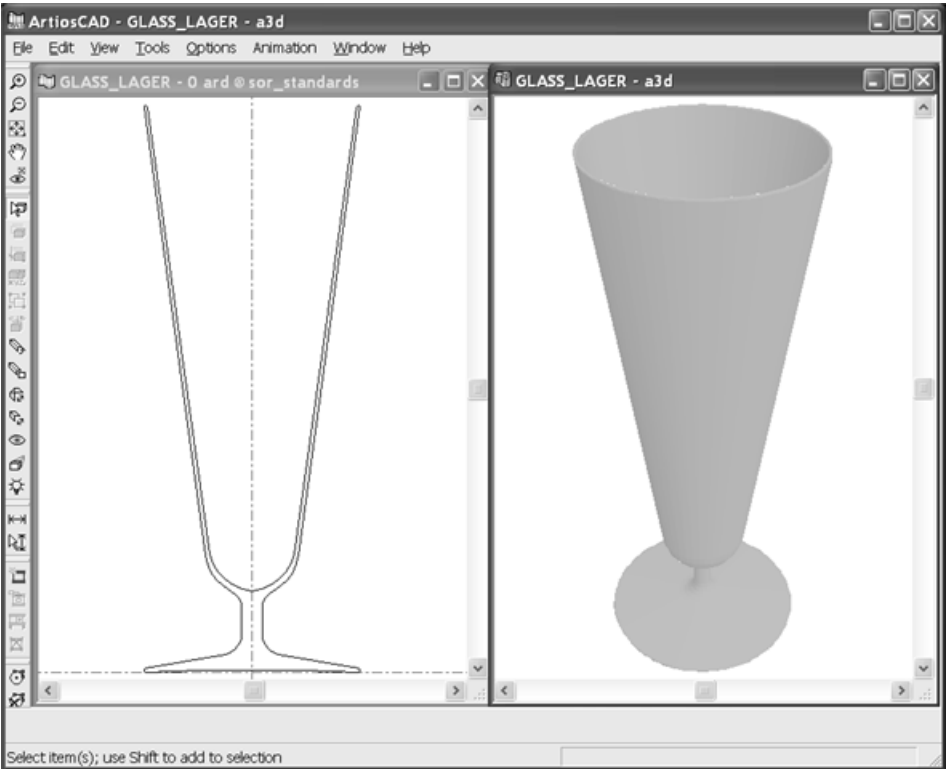 ArtiosCAD - GLASS_LAGER - a3d
File Edit View Tools Options Animation Window Help
GLASS_LAGER - 0 ard @ sor_standards
GLASS_LAGER - a3d
Select item(s); use Shift to add to selection